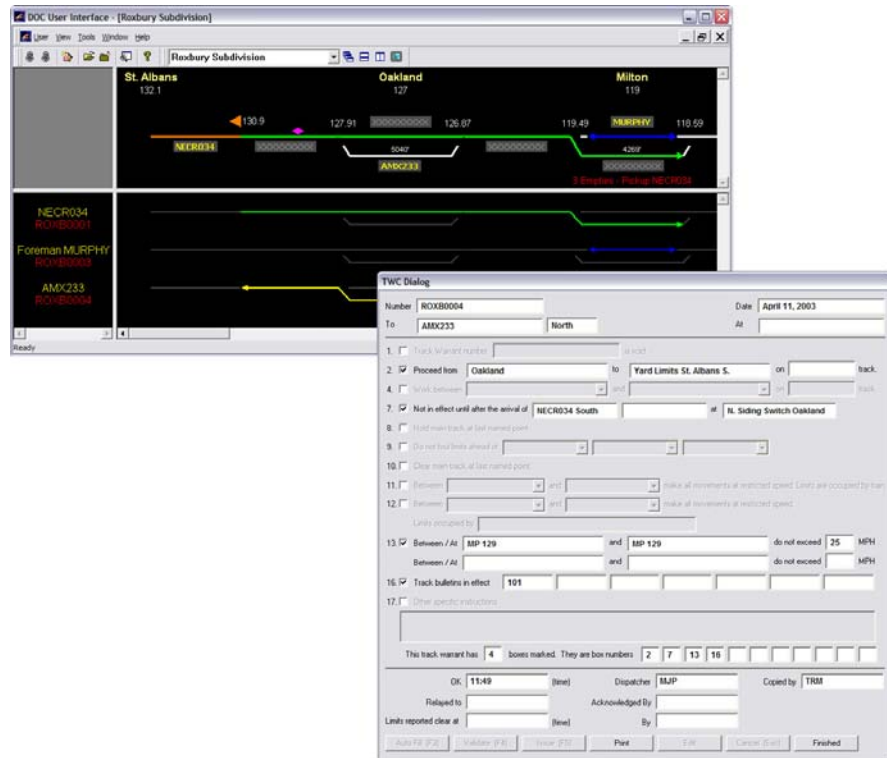 DOC User Interface - [Roxbury Subdivision]
User View Tools Window Help
Roxbury Subdivision
St. Albans Oakland Milton
132.1 127 119
130.9 127.91 XXXXXXXXXX 126.87 119.49 MURPHY 118.59
NECR034 XXXXXXXXXX 5040' XXXXXXXXXX 4269'
AMX233 XXXXXXXXXX
3 Empties - Pickup NECR034
NECR034
ROXB0001
Foreman MURPHY
ROXB0003
AMX233
ROXB0004
Ready
TWC Dialog
Number ROXB0004 Date April 11, 2003
To AMX233 North At
1. Track Warrant number is void.
2. Proceed from Oakland to Yard Limits St. Albans S. on track.
4. Work between and on track.
7. Not in effect until after the arrival of NECR034 South at N. Siding Switch Oakland
8. Hold main track at last named point.
9. Do not foul limits ahead of
10. Clear main track at last named point.
11. Between and make all movements at restricted speed. Limits are occupied by train
12. Between and make all movements at restricted speed.
Limits occupied by
13. Between / At MP 129 and MP 129 do not exceed 25 MPH
Between / At and do not exceed MPH
16. Track bulletins in effect 101
17. Other specific instructions
This track warrant has 4 boxes marked. They are box numbers 2 7 13 16
OK 11:49 (time) Dispatcher MJP Copied by TRM
Relayed to Acknowledged By
Limits reported clear at (time) By
Auto Fill (F2) Validate (F4) Issue (F5) Print Edit Cancel (Esc) Finished